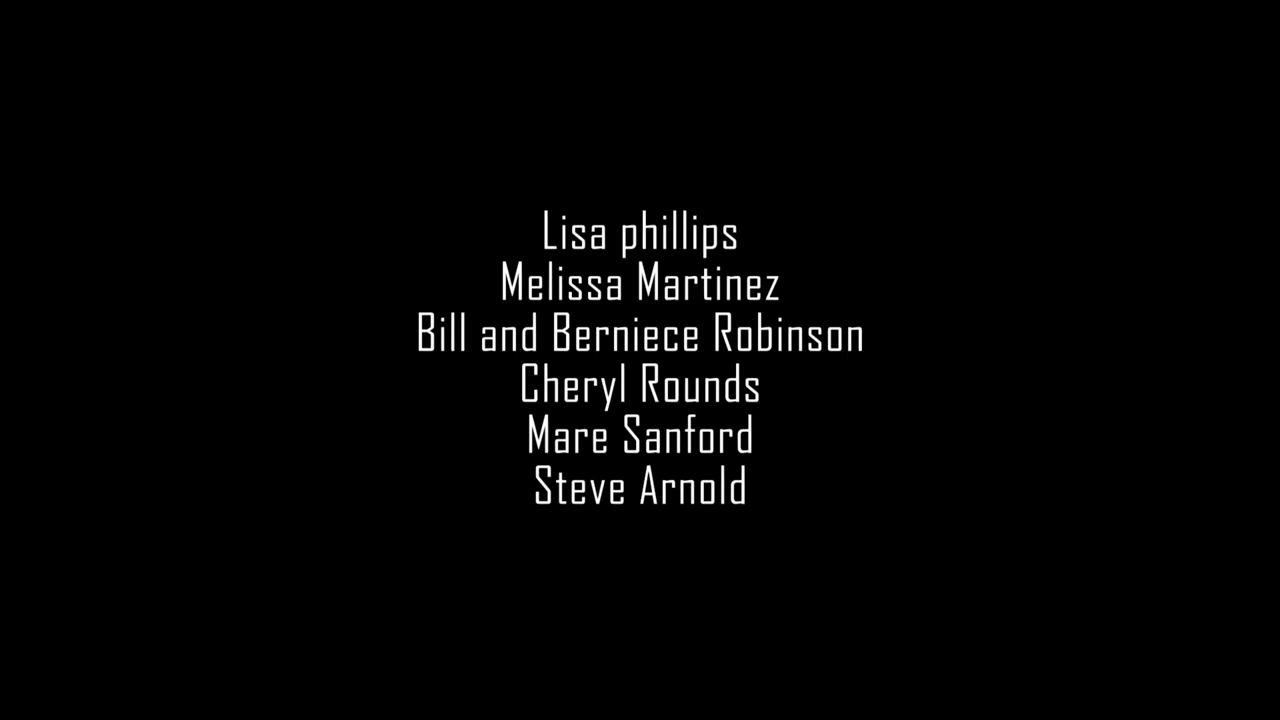 Lisa phillips
Melissa Martinez
Bill and Berniece Robinson
Cheryl Rounds
Mare Sanford
Steve Arnold